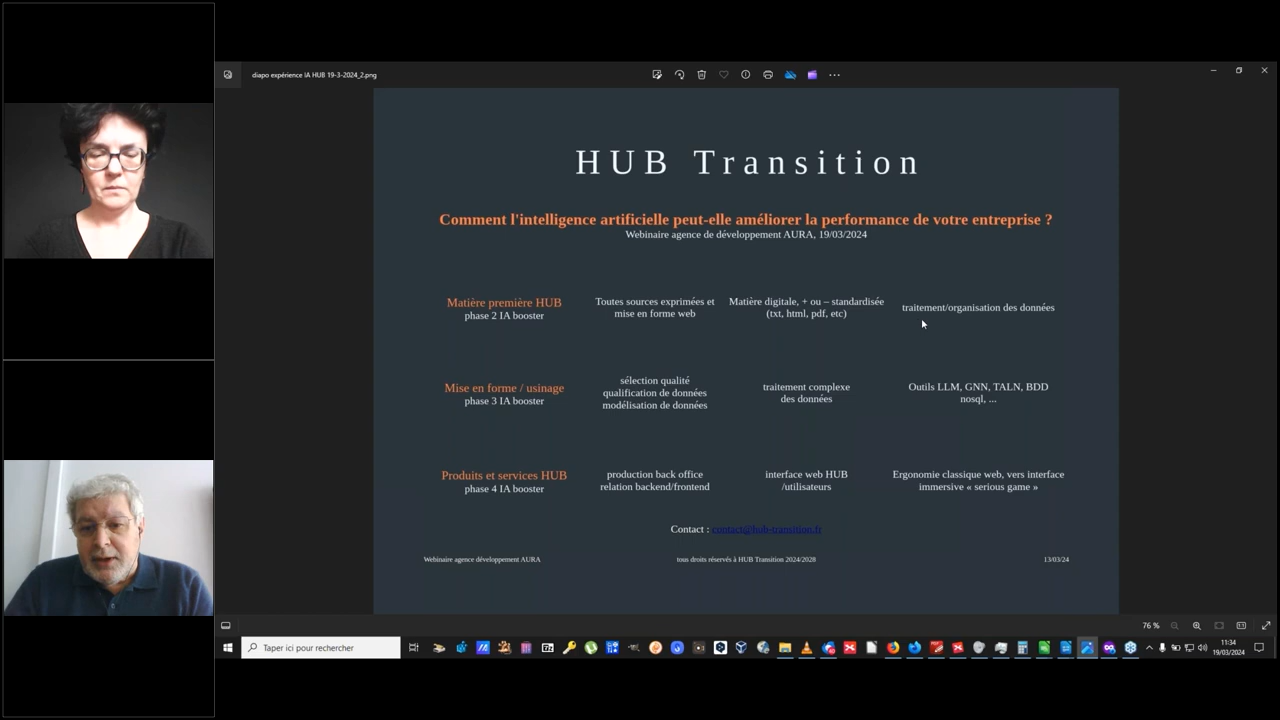 diapo expérience IA HUB 19-3-2024_2.png
HUB Transition
Comment l'intelligence artificielle peut-elle améliorer la performance de votre entreprise ?
Webinaire agence de développement AURA, 19/03/2024
Matière première HUB
phase 2 IA booster
Toutes sources exprimées et
mise en forme web
Matière digitale, + ou – standardisée
(txt, html, pdf, etc)
traitement/organisation des données
Mise en forme / usinage
phase 3 IA booster
sélection qualité
qualification de données
modélisation de données
traitement complexe
des données
Outils LLM, GNN, TALN, BDD
nosql, ...
Produits et services HUB
phase 4 IA booster
production back office
relation backend/frontend
interface web HUB
/utilisateurs
Ergonomie classique web, vers interface
immersive « serious game »
Contact : contact@hub-transition.fr
Webinaire agence développement AURA
tous droits réservés à HUB Transition 2024/2028
13/03/24
76 %
Taper ici pour rechercher
11:34
19/03/2024